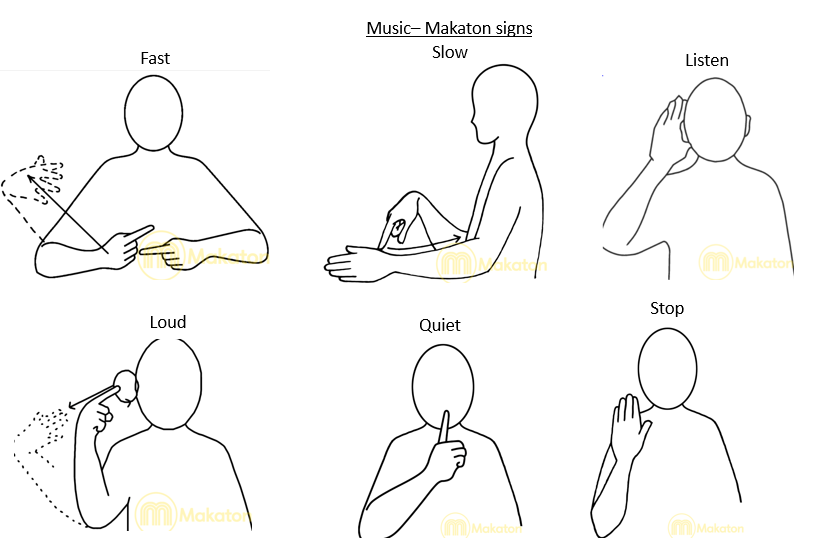 Music– Makaton signs
Fast
Slow
Listen
Makaton
Makaton
Makaton
Loud
Quiet
Stop
Makaton
Makaton
Makaton